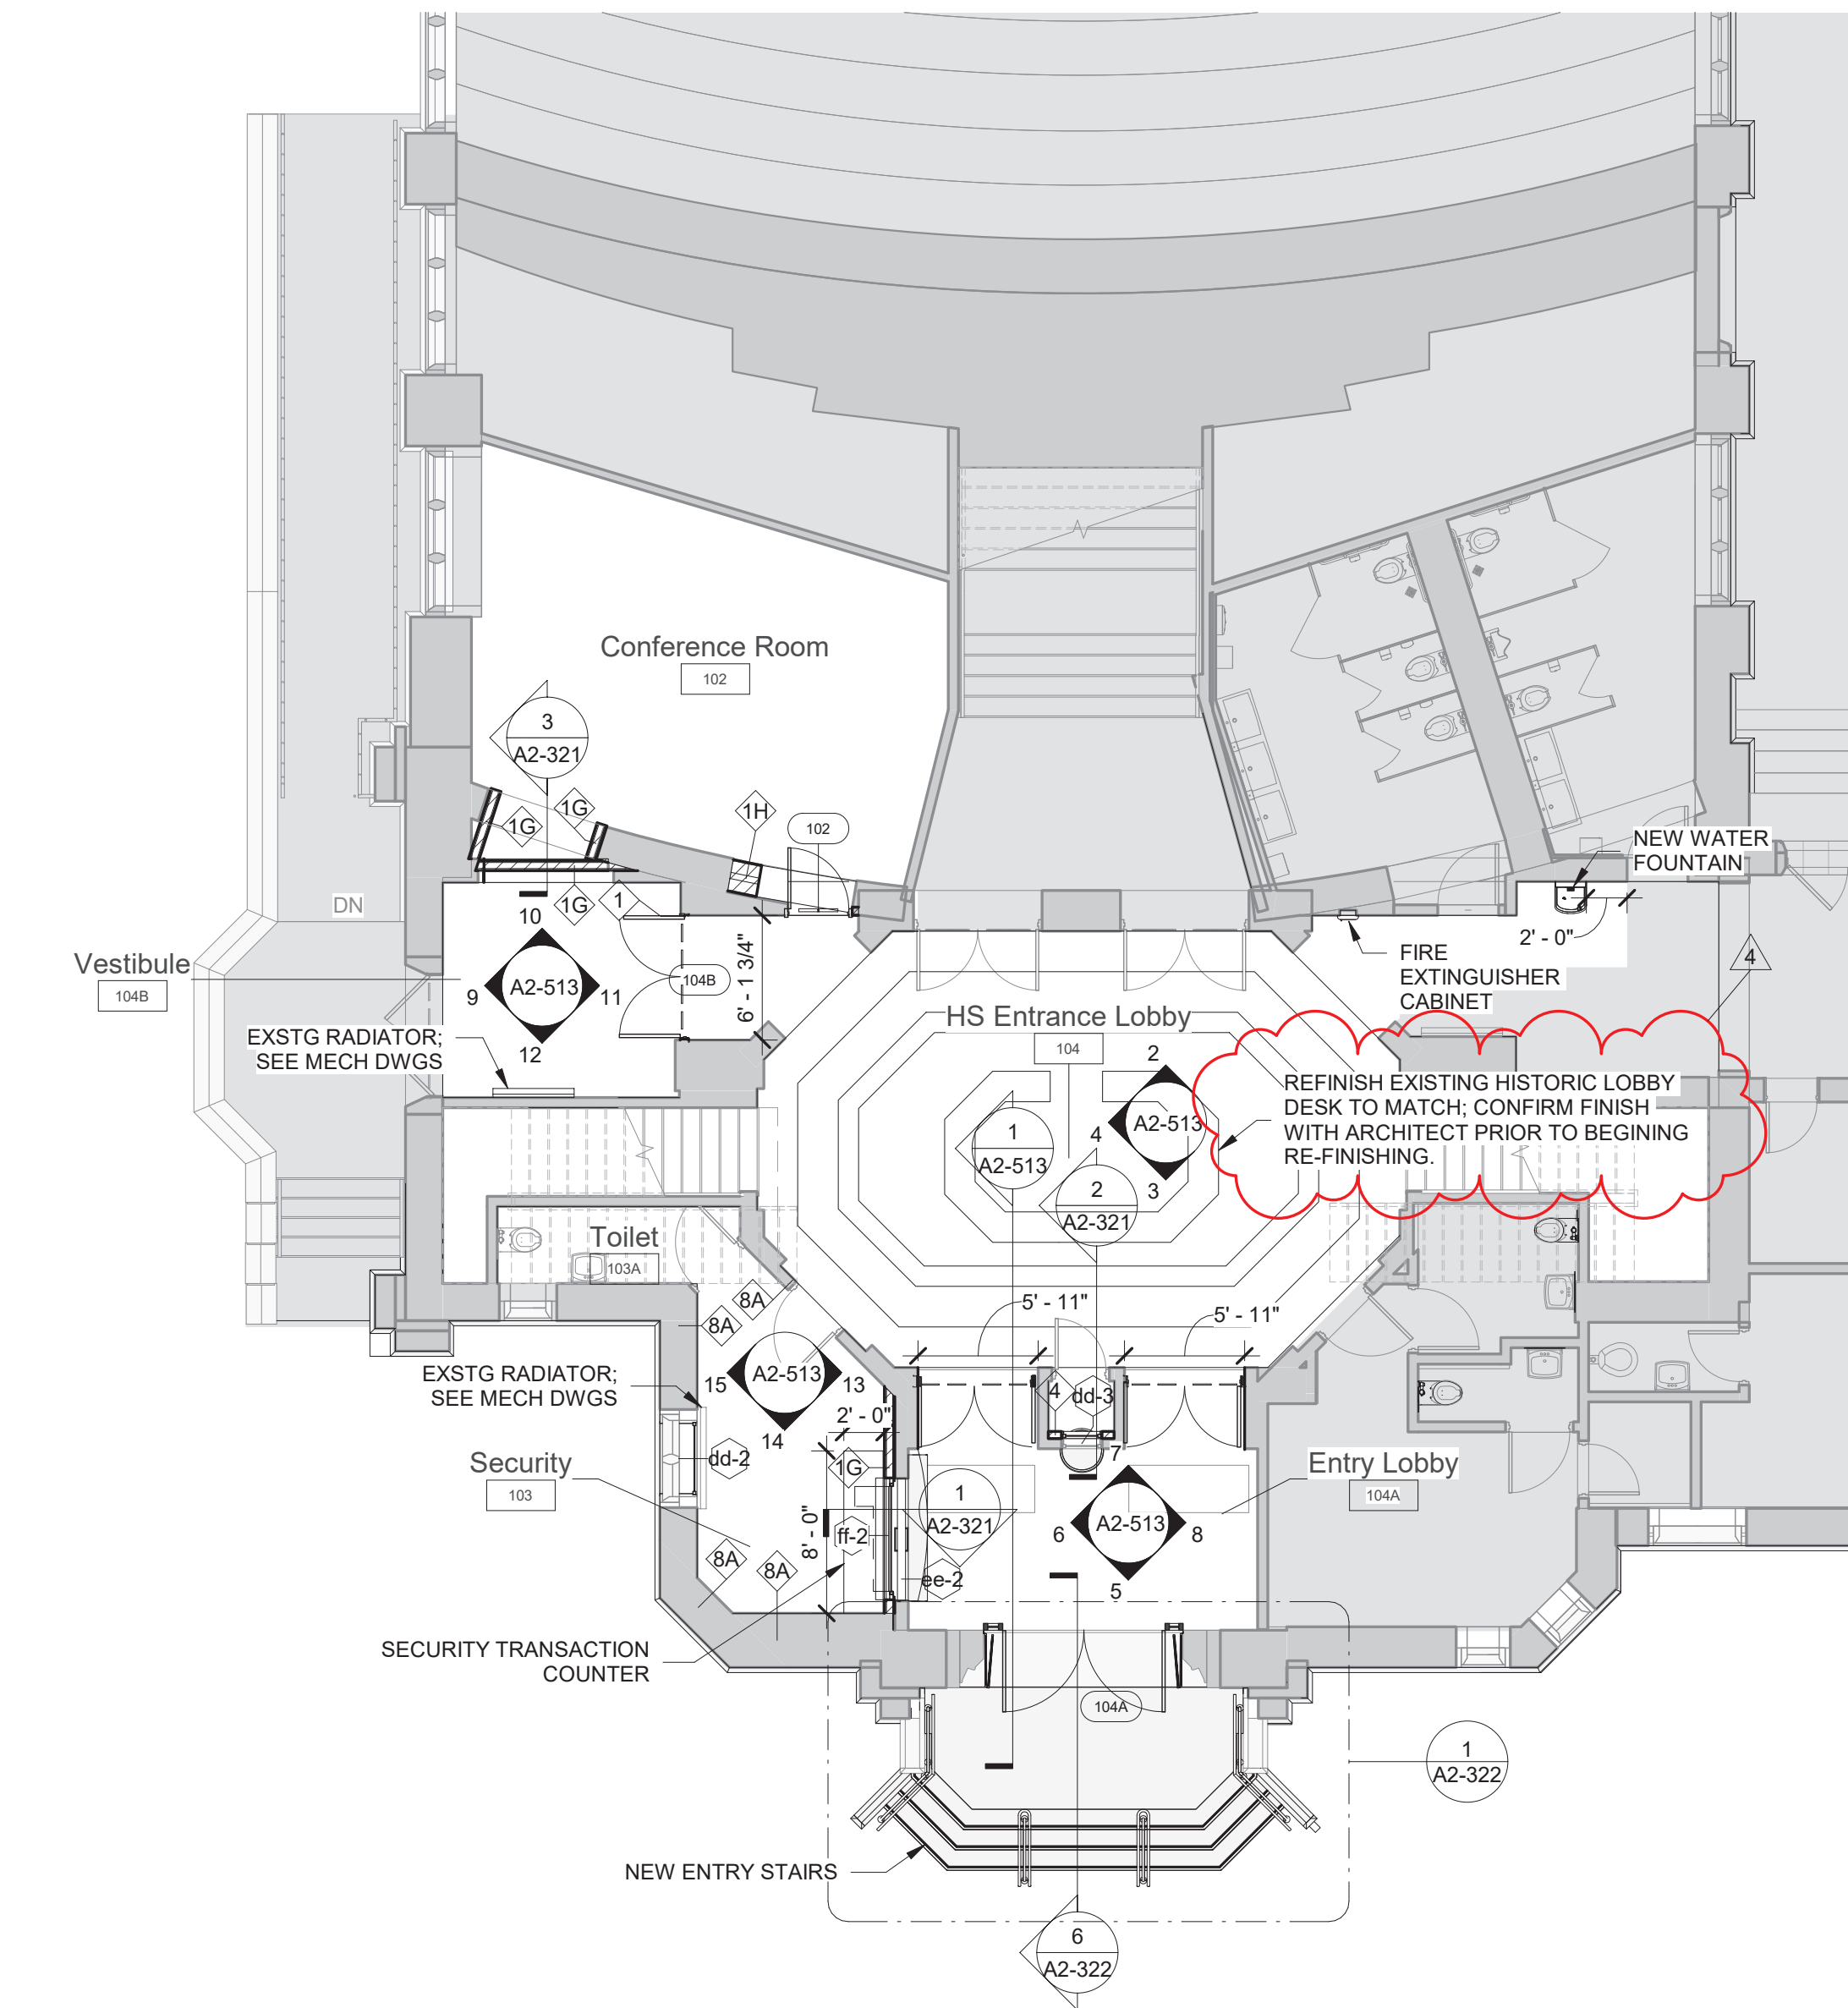 Conference Room
102
3
A2-321
1G
1G
1H
102
NEW WATER
FOUNTAIN
DN
10
1G
1
2' - 0"
4
Vestibule
104B
9
A2-513
11
104B
6' - 1 3/4"
FIRE
EXTINGUISHER
CABINET
HS Entrance Lobby
104
EXSTG RADIATOR;
SEE MECH DWGS
12
2
REFINISH EXISTING HISTORIC LOBBY
DESK TO MATCH; CONFIRM FINISH
WITH ARCHITECT PRIOR TO BEGINING
RE-FINISHING.
1
A2-513
4
A2-513
3
2
A2-321
Toilet
103A
8A
8A
5' - 11"
5' - 11"
EXSTG RADIATOR;
SEE MECH DWGS
15
A2-513
13
14
4
dd-3
2' - 0"
7
Security
103
dd-2
1G
Entry Lobby
104A
1
A2-321
8' - 0"
ff-2
6
A2-513
8
8A
8A
ee-2
5
SECURITY TRANSACTION
COUNTER
104A
1
A2-322
NEW ENTRY STAIRS
6
A2-322